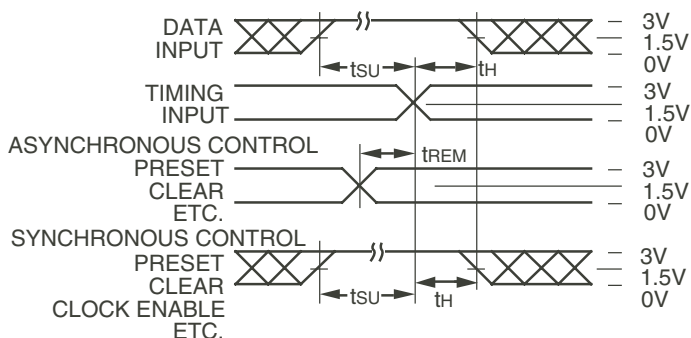 DATA
INPUT
tSU
tH
3V
1.5V
0V
TIMING
INPUT
3V
1.5V
0V
ASYNCHRONOUS CONTROL
PRESET
CLEAR
ETC.
tREM
3V
1.5V
0V
SYNCHRONOUS CONTROL
PRESET
CLEAR
CLOCK ENABLE
ETC.
tSU
tH
3V
1.5V
0V